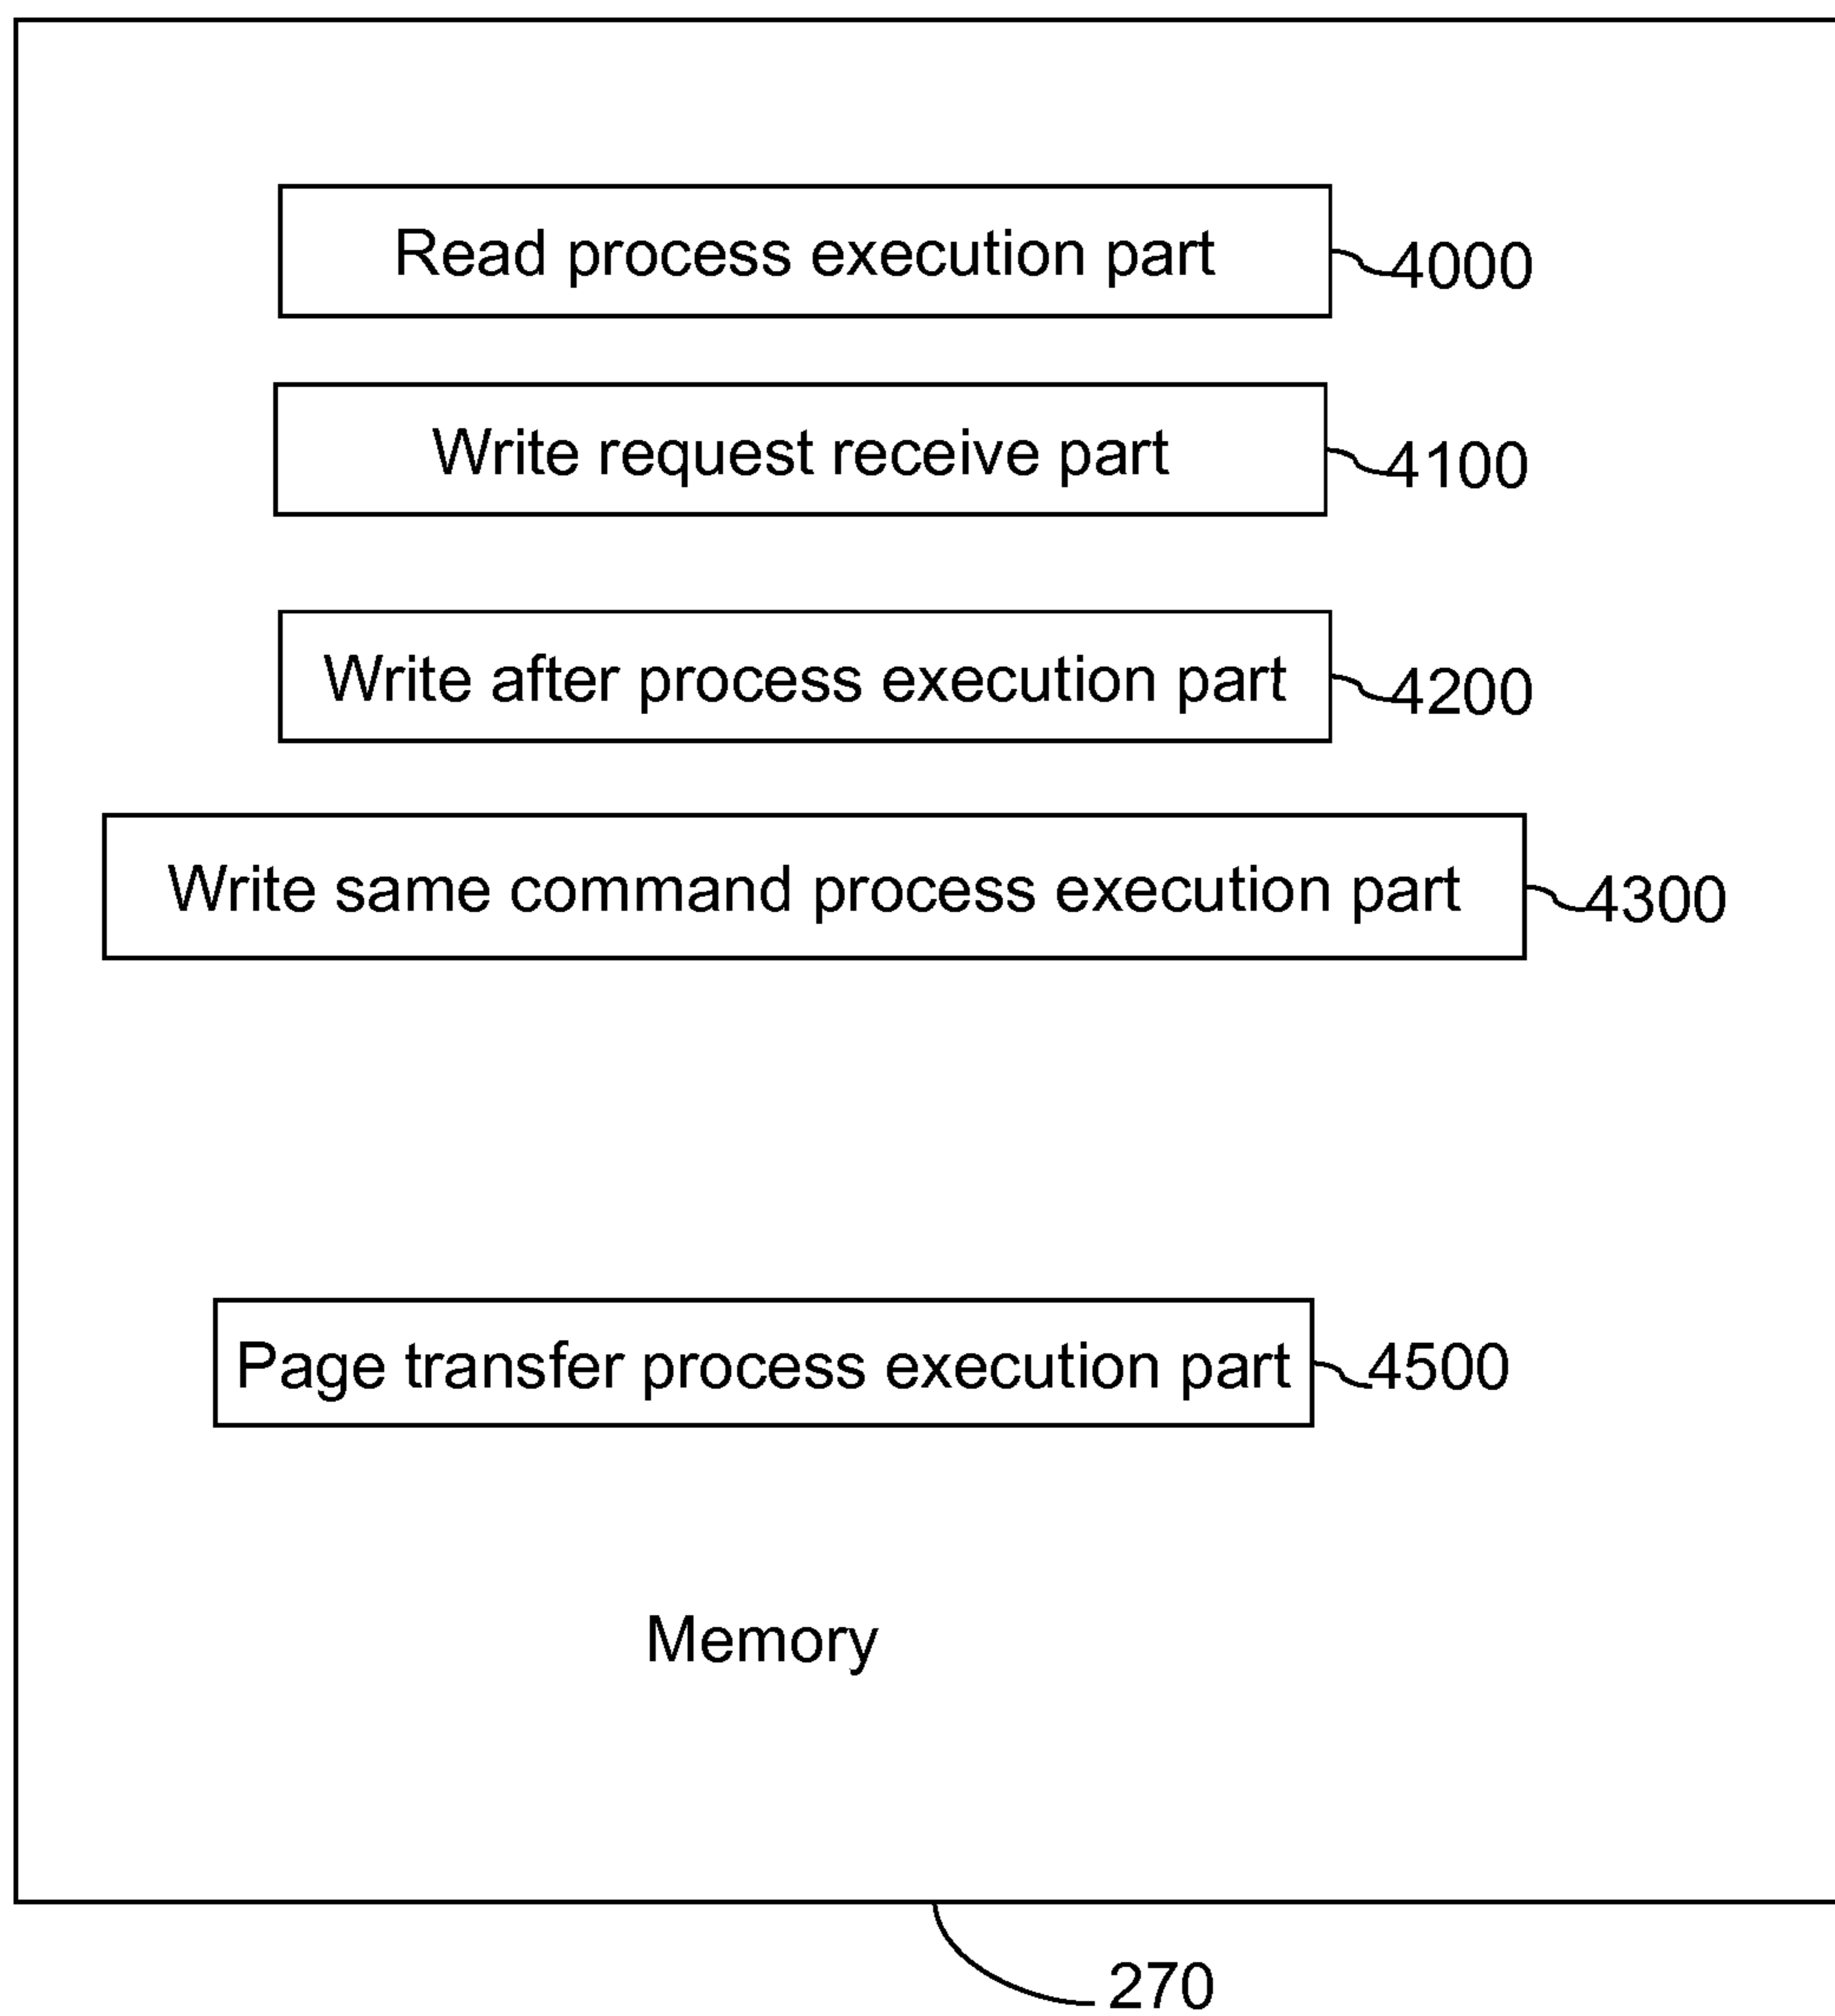 Read process execution part
4000
Write request receive part
4100
Write after process execution part
4200
Write same command process execution part
4300
Page transfer process execution part
4500
Memory
270